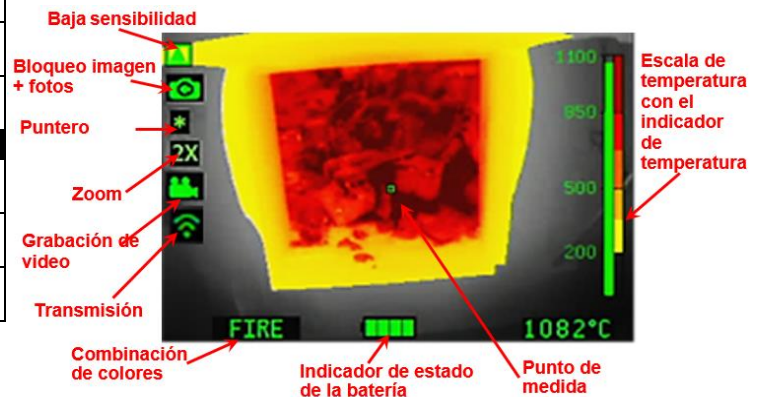 Baja sensibilidad
Bloqueo imagen
+ fotos
Puntero
Zoom
Grabación de
video
Transmisión
Combinación
de colores
*
2X
FIRE
1100
850
500
200
1082°C
Indicador de estado
de la batería
Punto de
medida
Escala de
temperatura
con el
indicador
de
temperatura